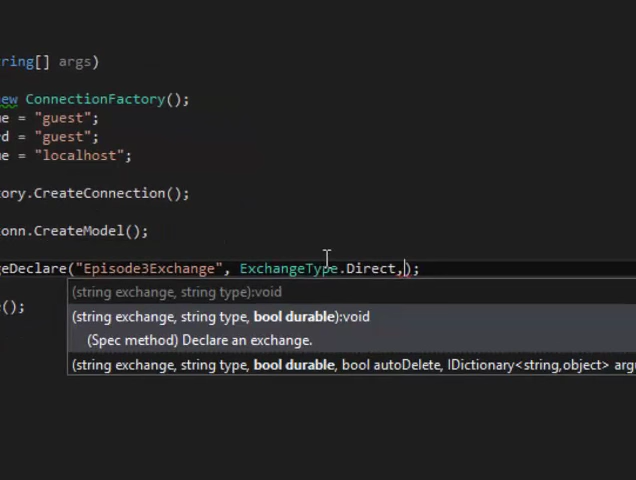 ring[] args)
ew ConnectionFactory();
e = "guest";
d = "guest";
e = "localhost";
ory.CreateConnection();
onn.CreateModel();
geDeclare("Episode3Exchange", ExchangeType.Direct,);
(string exchange, string type):void
();
(string exchange, string type, bool durable):void
(Spec method) Declare an exchange.
(string exchange, string type, bool durable, bool autoDelete, IDictionary<string,object> argu